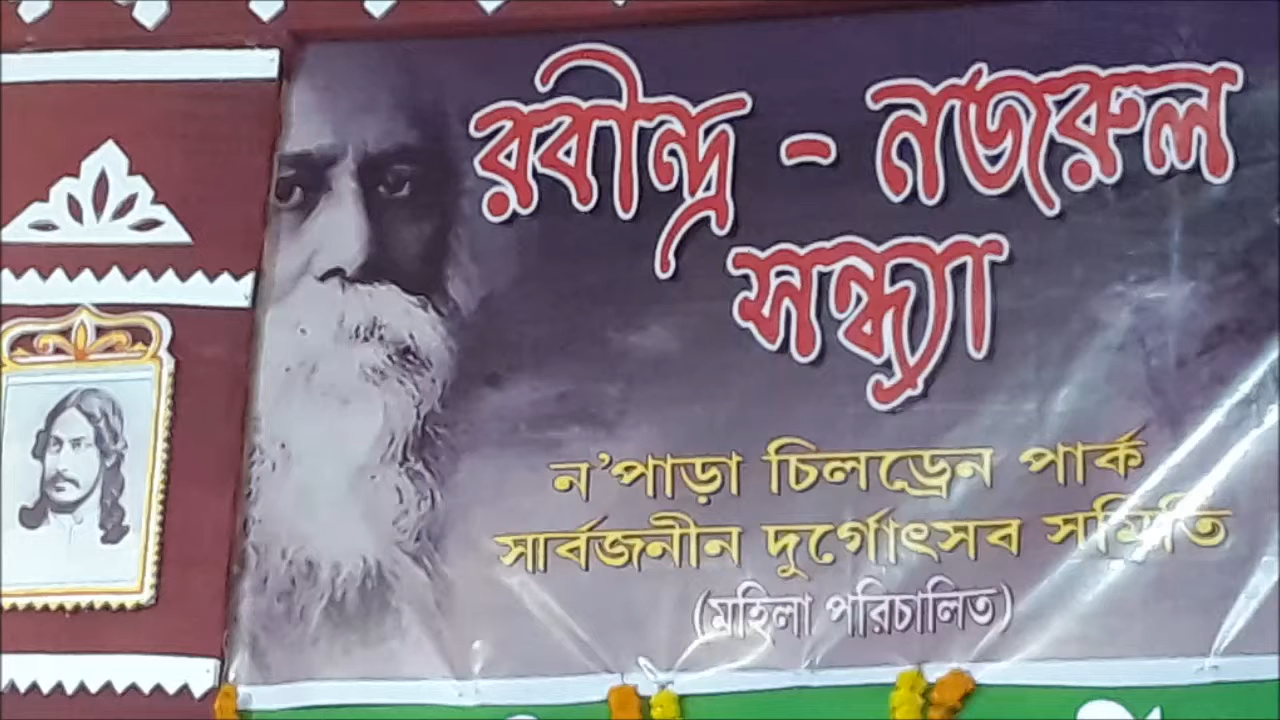 রবীন্দ্র - নজরুল
সন্ধ্যা
ন'পাড়া চিলড্রেন পার্ক
সার্বজনীন দুর্গোৎসব সমিতি
(মহিলা পরিচালিত)